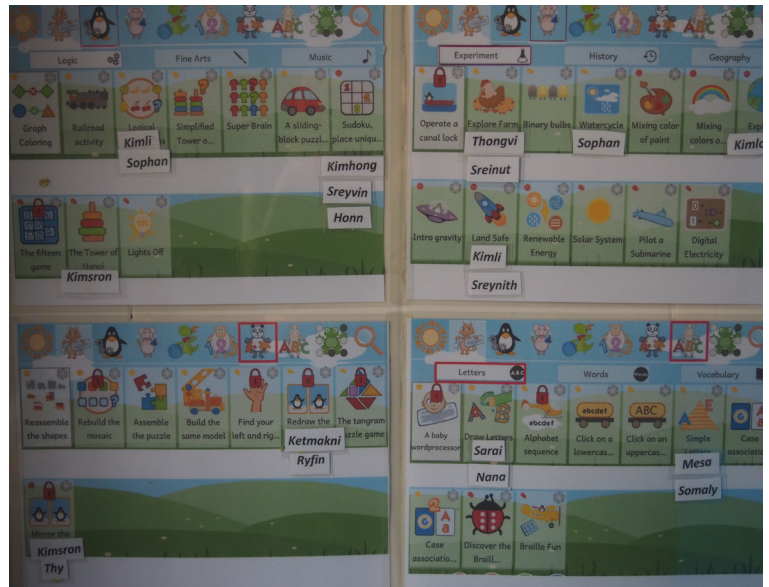 Logic
Fine Arts
Music
Graph Coloring
Railroad activity
Logical
Simplified Tower o...
Super Brain
A sliding-block puzzl...
Sudoku, place uniqu...
Kimli
Sophan
Kimhong
Sreyvin
Honn
The fifteen game
The Tower of Hanoi
Lights Off
Kimsron
Experiment
History
Geography
Operate a canal lock
Explore Farm
Binary bulbs
Watercycle
Mixing color of paint
Mixing colors o...
Thongvi
Sreinut
Sophan
Intro gravity
Land Safe
Renewable Energy
Solar System
Pilot a Submarine
Digital Electricity
Kimli
Sreynith
Reassemble the shapes
Rebuild the mosaic
Assemble the puzzle
Build the same model
Find your left and rig...
Redraw the
The tangram puzzle game
Ketmakni
Ryfin
Mirror the
Kimsron
Thy
Letters
ABC
Words
Vocabulary
A baby wordprocessor
Draw Letters
Alphabet sequence
Click on a lowercas...
Click on an uppercas...
Simple Letters
Case associatio...
Sarai
Nana
Mesa
Somaly
Case associatio...
Discover the Braill...
Braille Fun